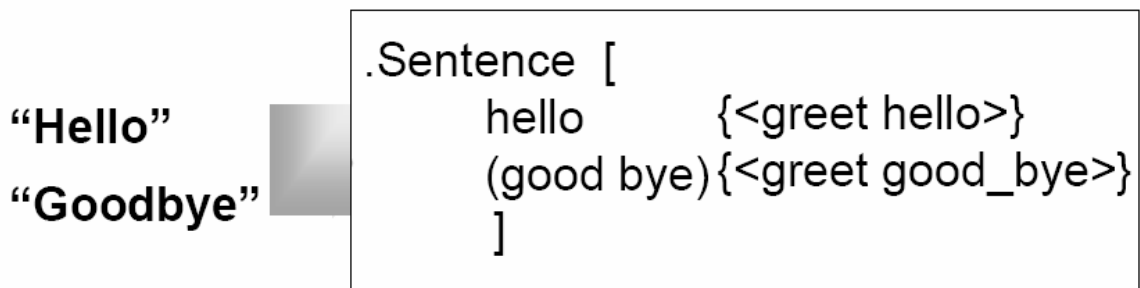 “Hello”
“Goodbye”
.Sentence [
hello {<greet hello>}
(good bye) {<greet good_bye>}
]